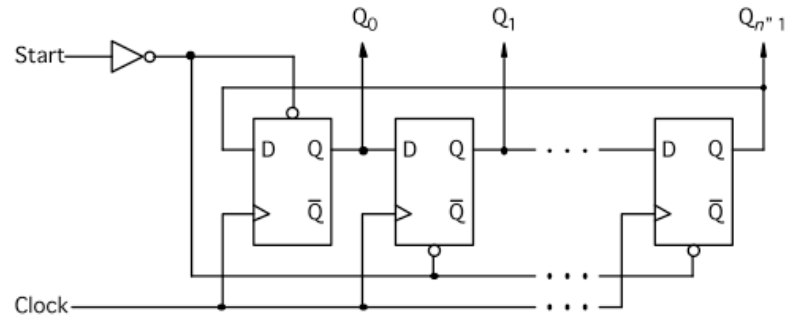 Q0 Q1 Qn" 1
Start
D Q D Q D Q
Q̅ Q̅ Q̅
Clock